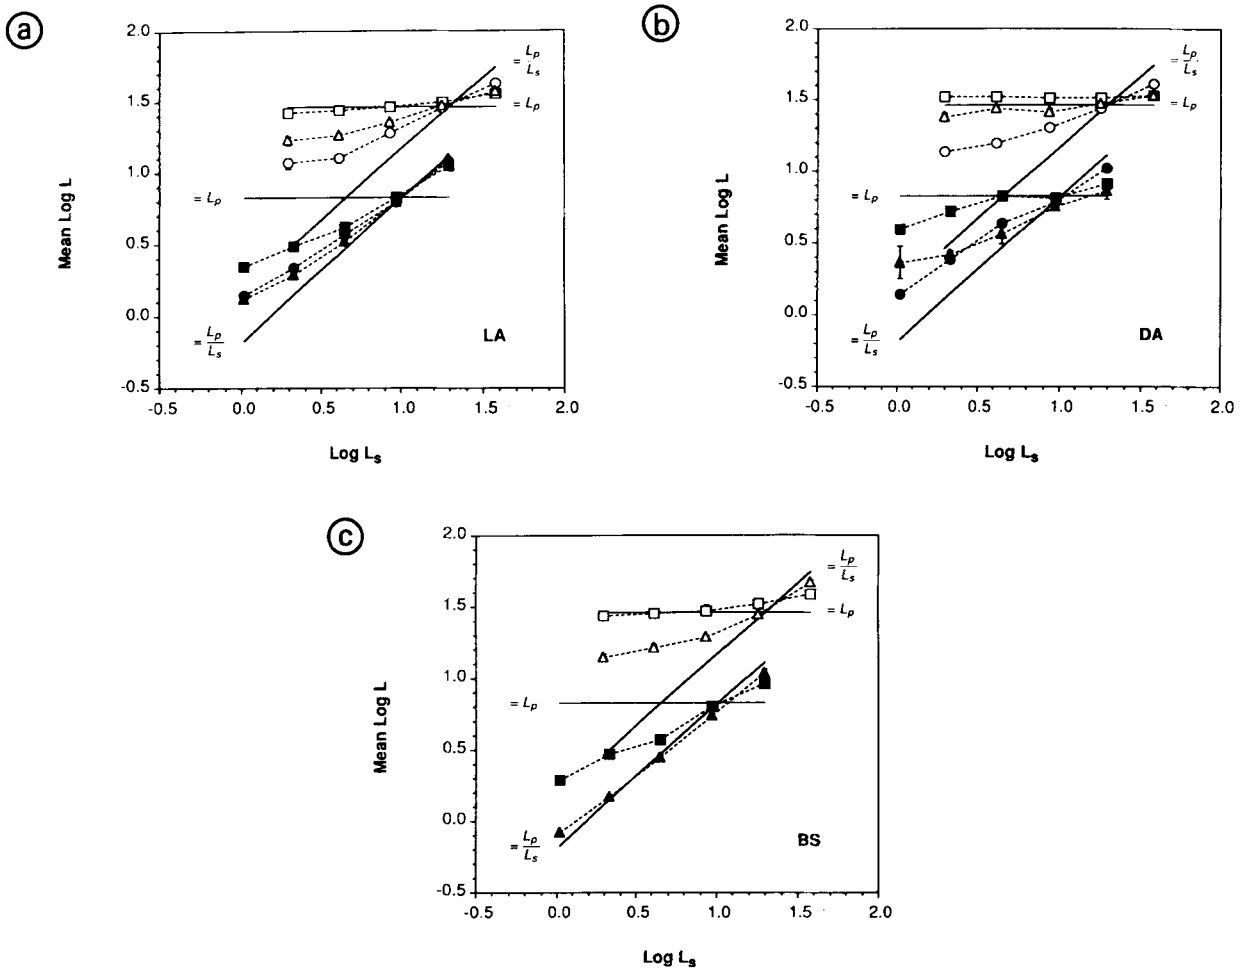 a
2.0
1.5
1.0
0.5
0.0
-0.5
-0.5
0.0
0.5
1.0
1.5
2.0
Mean Log L
Log Ls
= Lp/Ls
= Lp
= Lp
= Lp/Ls
LA
b
2.0
1.5
1.0
0.5
0.0
-0.5
-0.5
0.0
0.5
1.0
1.5
2.0
Mean Log L
Log Ls
= Lp/Ls
= Lp
= Lp
= Lp/Ls
DA
c
2.0
1.5
1.0
0.5
0.0
-0.5
-0.5
0.0
0.5
1.0
1.5
2.0
Mean Log L
Log Ls
= Lp/Ls
= Lp
= Lp
= Lp/Ls
BS